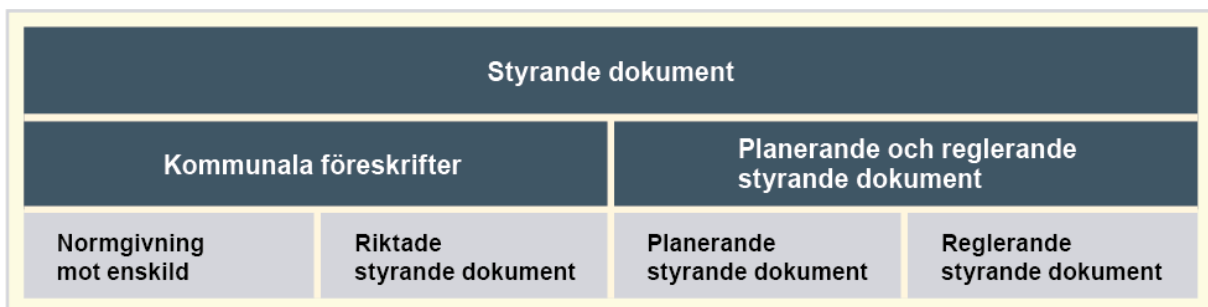 Styrande dokument
Kommunala föreskrifter
Planerande och reglerande
styrande dokument
Normgivning
mot enskild
Riktade
styrande dokument
Planerande
styrande dokument
Reglerande
styrande dokument